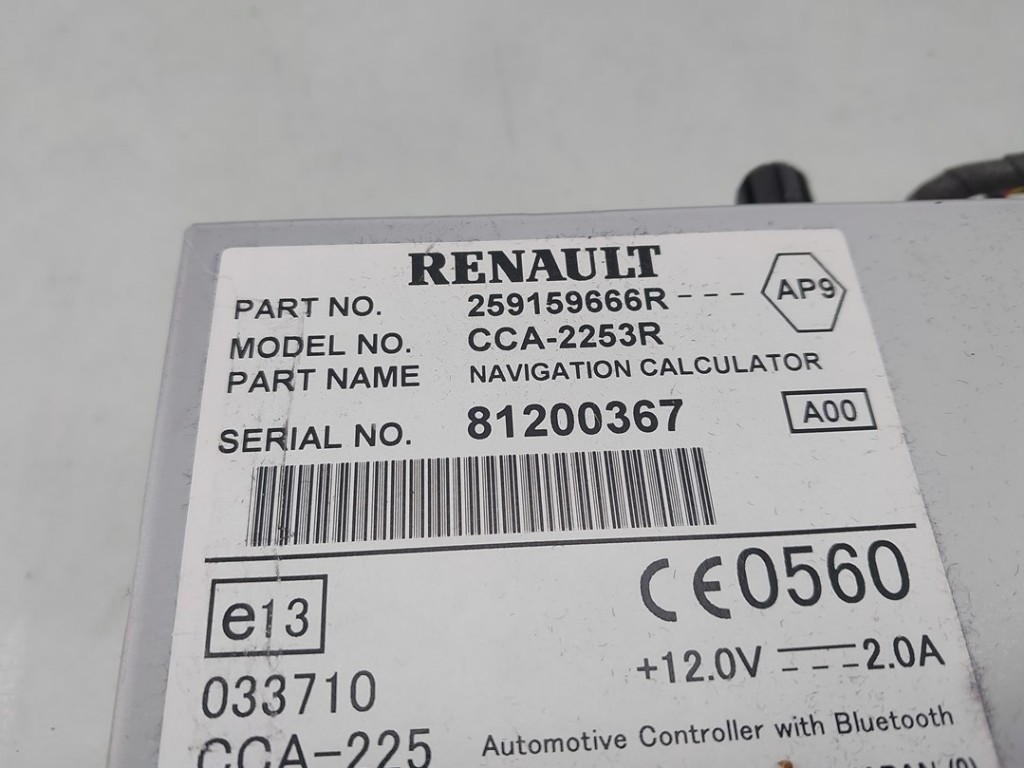 RENAULT
PART NO. 259159666R--- AP9
MODEL NO. CCA-2253R
PART NAME NAVIGATION CALCULATOR
SERIAL NO. 81200367 A00
e13 CE0560
033710 +12.0V 2.0A
CCA-225 Automotive Controller with Bluetooth